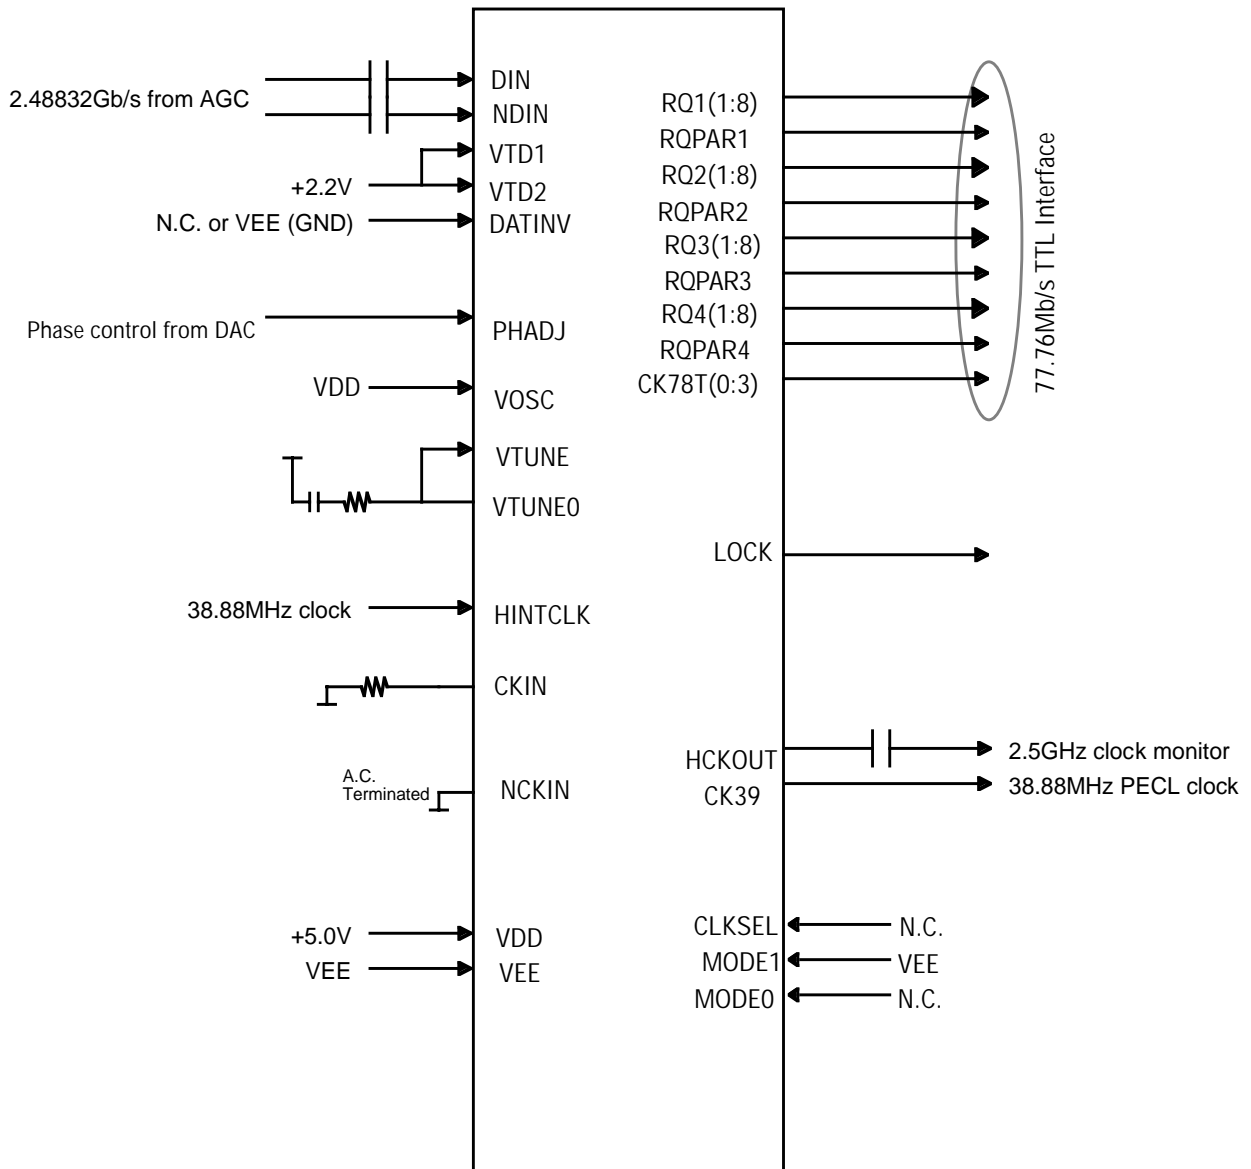 2.48832Gb/s from AGC
+2.2V
N.C. or VEE (GND)
Phase control from DAC
VDD
38.88MHz clock
A.C.
Terminated
+5.0V
VEE
DIN
NDIN
VTD1
VTD2
DATINV
PHADJ
VOSC
VTUNE
VTUNE0
HINTCLK
CKIN
NCKIN
VDD
VEE
RQ1(1:8)
RQPAR1
RQ2(1:8)
RQPAR2
RQ3(1:8)
RQPAR3
RQ4(1:8)
RQPAR4
CK78T(0:3)
LOCK
HCKOUT
CK39
CLKSEL
MODE1
MODE0
77.76Mb/s TTL Interface
2.5GHz clock monitor
38.88MHz PECL clock
N.C.
VEE
N.C.